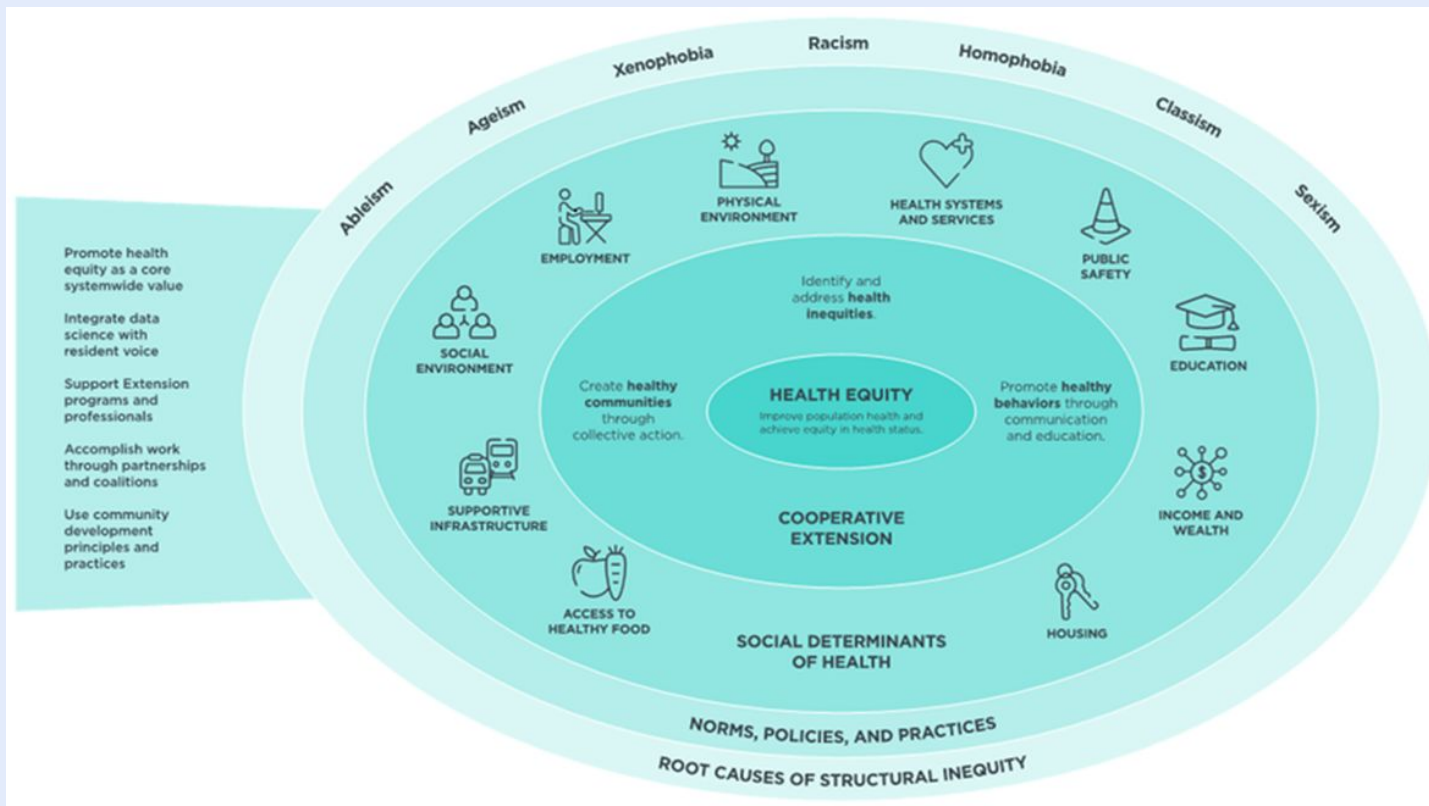 Promote health
equity as a core
systemwide value
Integrate data
science with
resident voice
Support Extension
programs and
professionals
Accomplish work
through partnerships
and coalitions
Use community
development
principles and
practices
Ableism
Ageism
Xenophobia
Racism
Homophobia
Classism
Sexism
SOCIAL
ENVIRONMENT
EMPLOYMENT
PHYSICAL
ENVIRONMENT
HEALTH SYSTEMS
AND SERVICES
PUBLIC
SAFETY
EDUCATION
$
INCOME AND
WEALTH
HOUSING
ACCESS TO
HEALTHY FOOD
SUPPORTIVE
INFRASTRUCTURE
Identify and
address health
inequities.
Create healthy
communities
through
collective action.
HEALTH EQUITY
Improve population health and
achieve equity in health status.
Promote healthy
behaviors through
communication
and education.
COOPERATIVE
EXTENSION
SOCIAL DETERMINANTS
OF HEALTH
NORMS, POLICIES, AND PRACTICES
ROOT CAUSES OF STRUCTURAL INEQUITY